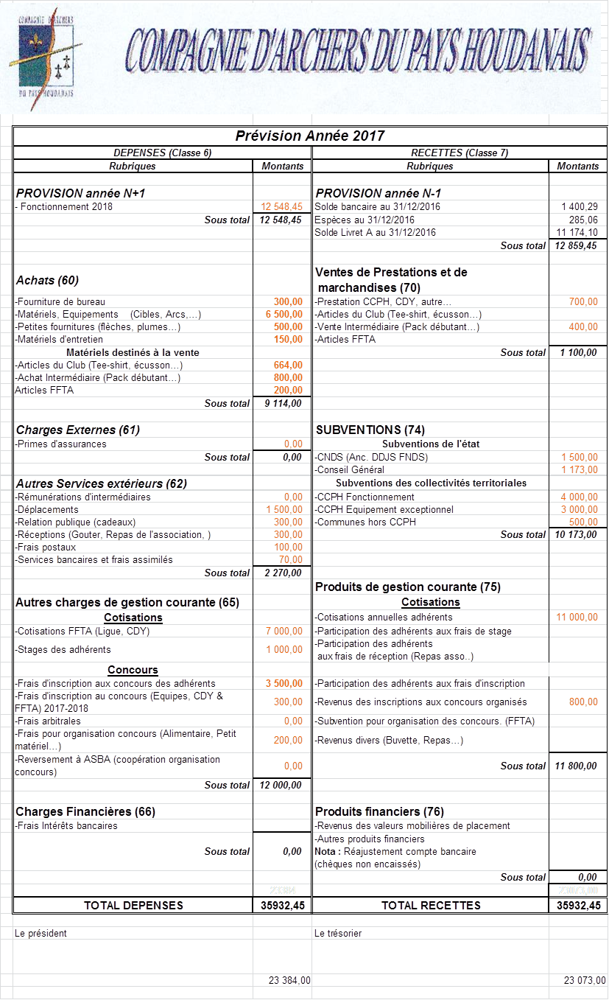 COMPAGNIE D'ARCHERS
DU PAYS HOUDANAIS
COMPAGNIE D'ARCHERS DU PAYS HOUDANAIS
Prévision Année 2017
DEPENSES (Classe 6) RECETTES (Classe 7)
Rubriques Montants Rubriques Montants
PROVISION année N+1 PROVISION année N-1
- Fonctionnement 2018 12 548,45 Solde bancaire au 31/12/2016 1 400,29
Sous total 12 548,45 Espèces au 31/12/2016 285,06
Solde Livret A au 31/12/2016 11 174,10
Sous total 12 859,45
Ventes de Prestations et de
Achats (60) marchandises (70)
-Fourniture de bureau 300,00 -Prestation CCPH, CDY, autre... 700,00
-Matériels, Equipements (Cibles, Arcs,...) 6 500,00 -Articles du Club (Tee-shirt, écusson...)
-Petites fournitures (flèches, plumes...) 500,00 -Vente Intermédiaire (Pack débutant...) 400,00
-Matériels d'entretien 150,00 -Articles FFTA
Matériels destinés à la vente Sous total 1 100,00
-Articles du Club (Tee-shirt, écusson...) 664,00
-Achat Intermédiaire (Pack débutant...) 800,00
Articles FFTA 200,00
Sous total 9 114,00
Charges Externes (61) SUBVENTIONS (74)
-Primes d'assurances 0,00 Subventions de l'état
Sous total 0,00 -CNDS (Anc. DDJS FNDS) 1 500,00
-Conseil Général 1 173,00
Autres Services extérieurs (62) Subventions des collectivités territoriales
-Rémunérations d'intermédiaires 0,00 -CCPH Fonctionnement 4 000,00
-Déplacements 1 500,00 -CCPH Equipement exceptionnel 3 000,00
-Relation publique (cadeaux) 300,00 -Communes hors CCPH 500,00
-Réceptions (Gouter, Repas de l'association, ) 300,00 Sous total 10 173,00
-Frais postaux 100,00
-Services bancaires et frais assimilés 70,00
Sous total 2 270,00
Produits de gestion courante (75)
Autres charges de gestion courante (65) Cotisations
Cotisations -Cotisations annuelles adhérents 11 000,00
-Cotisations FFTA (Ligue, CDY) 7 000,00 -Participation des adhérents aux frais de stage
-Stages des adhérents 1 000,00 -Participation des adhérents
aux frais de réception (Repas asso..)
Concours
-Frais d'inscription aux concours des adhérents 3 500,00 -Participation des adhérents aux frais d'inscription
-Frais d'inscription au concours (Equipes, CDY &
FFTA) 2017-2018 300,00 -Revenus des inscriptions aux concours organisés 800,00
-Frais arbitrales 0,00 -Subvention pour organisation des concours. (FFTA)
-Frais pour organisation concours (Alimentaire, Petit
matériel...) 200,00 -Revenus divers (Buvette, Repas...)
-Reversement à ASBA (coopération organisation
concours) 0,00 Sous total 11 800,00
Sous total 12 000,00
Charges Financières (66) Produits financiers (76)
-Frais Intérêts bancaires -Revenus des valeurs mobilières de placement
-Autres produits financiers
Sous total 0,00 Nota : Réajustement compte bancaire
(chèques non encaissés)
Sous total 0,00
TOTAL DEPENSES 35932,45 TOTAL RECETTES 35932,45
Le président Le trésorier
23 384,00 23 073,00